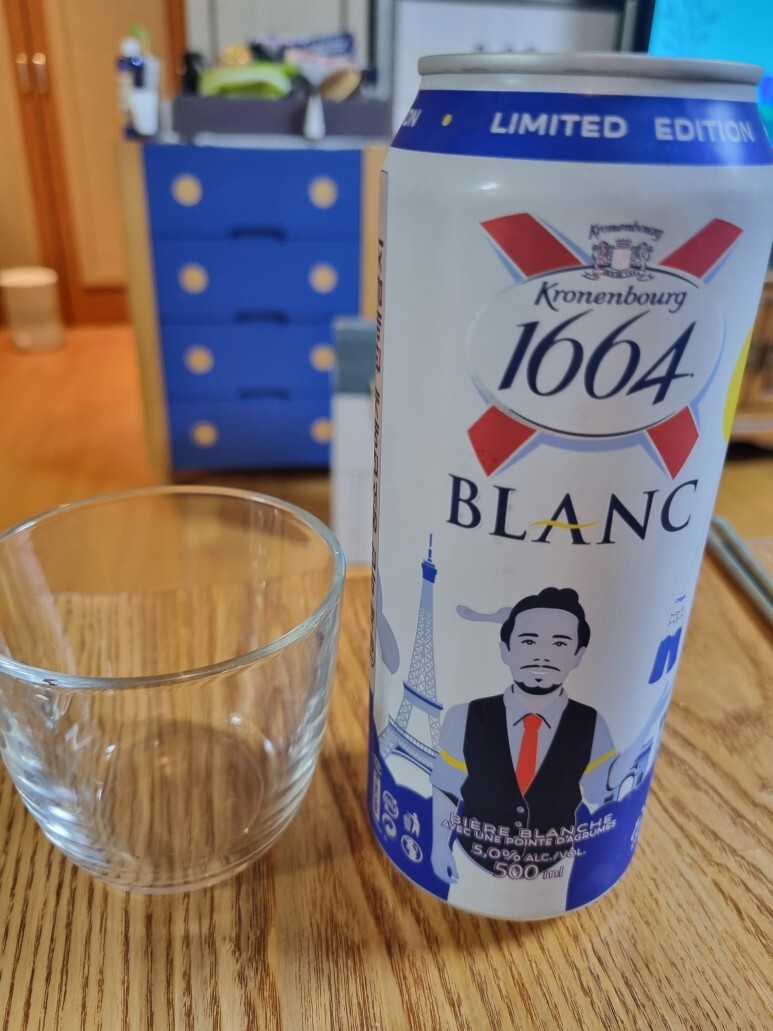 LIMITED EDITION
Kronenbourg
Kronenbourg
1664
BLANC
BIÈRE BLANCHE
AVEC UNE POINTE D'AGRUMES
5,0% ALC./VOL.
500 ml